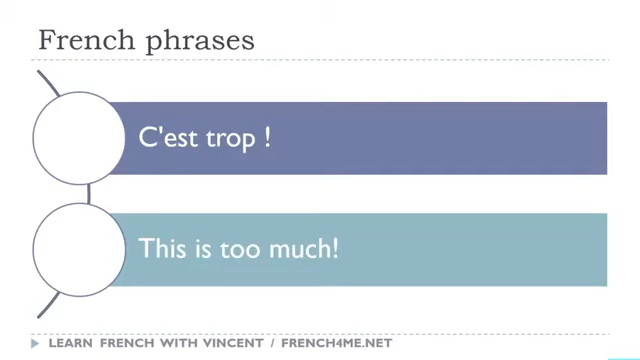 French phrases
C'est trop !
This is too much!
LEARN FRENCH WITH VINCENT / FRENCH4ME.NET